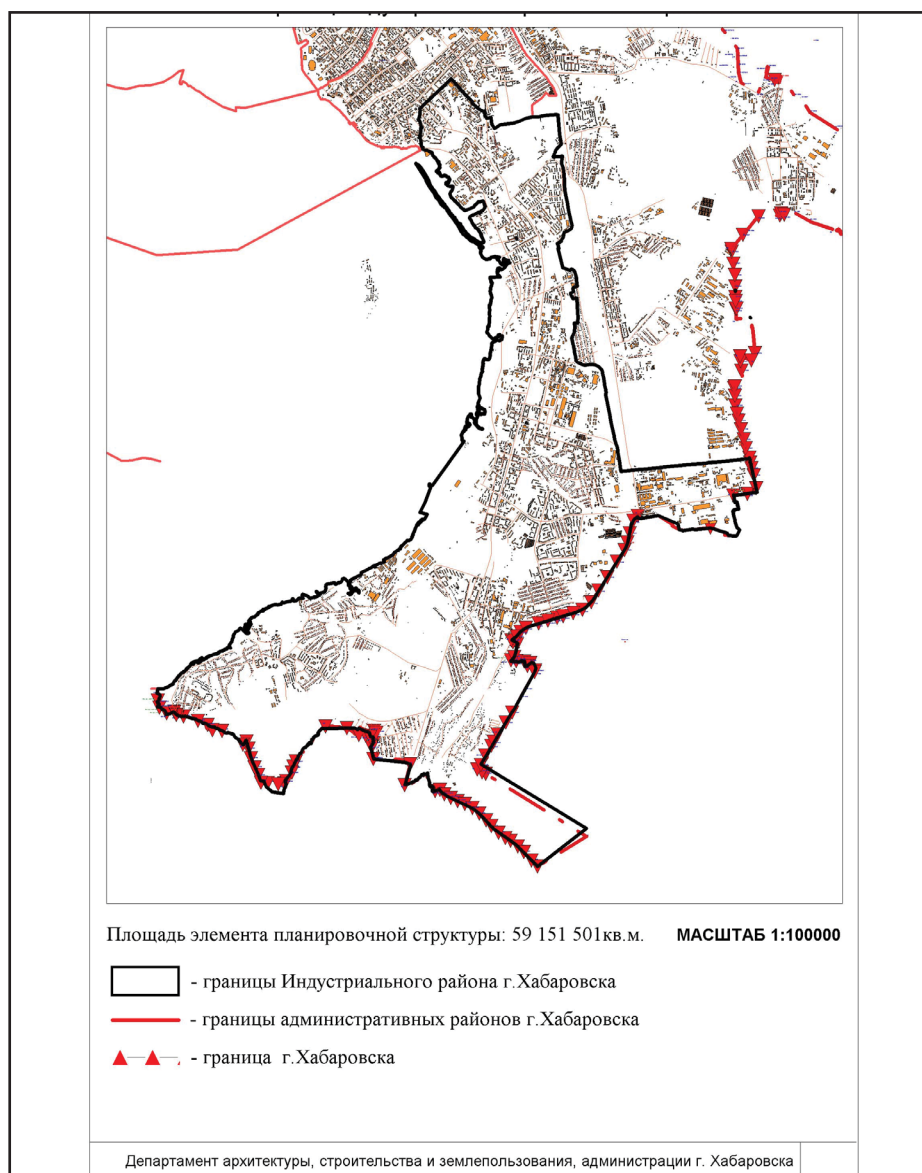 Площадь элемента планировочной структуры: 59 151 501кв.м. МАСШТАБ 1:100000
- границы Индустриального района г.Хабаровска
- границы административных районов г.Хабаровска
- граница г.Хабаровска
Департамент архитектуры, строительства и землепользования, администрации г. Хабаровска